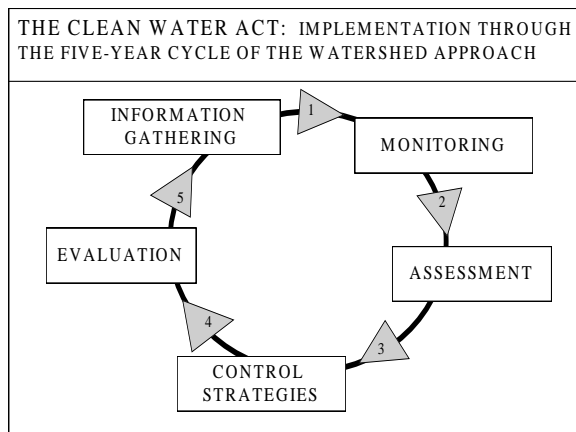 THE CLEAN WATER ACT: IMPLEMENTATION THROUGH
THE FIVE-YEAR CYCLE OF THE WATERSHED APPROACH
INFORMATION
GATHERING
1
MONITORING
2
ASSESSMENT
3
CONTROL
STRATEGIES
4
EVALUATION
5